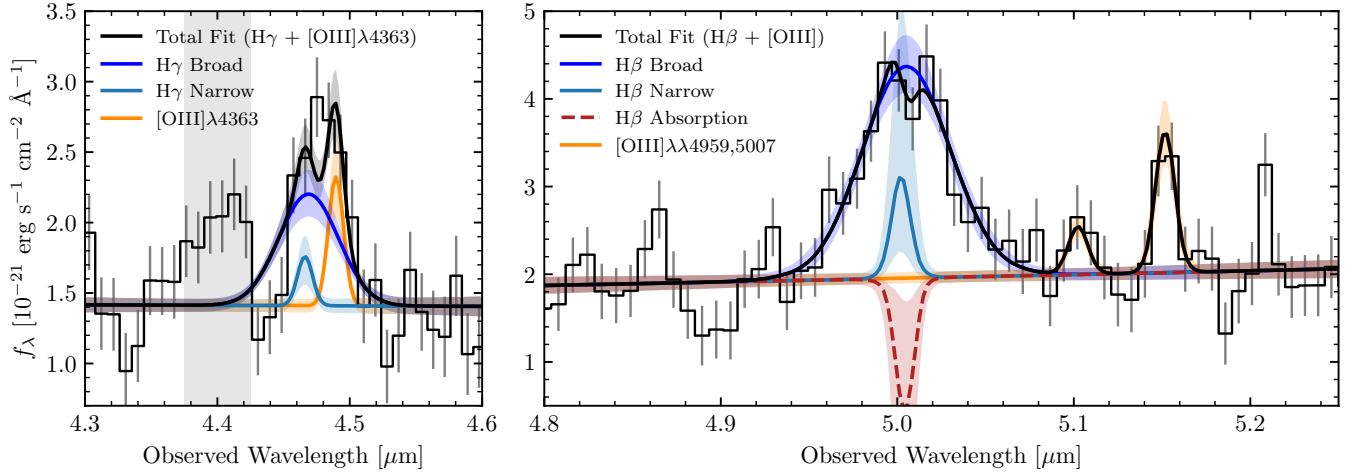 Total Fit (Hγ + [OIII]λ4363)
Hγ Broad
Hγ Narrow
[OIII]λ4363
3.5
3.0
2.5
2.0
1.5
1.0
4.3
4.4
4.5
4.6
Observed Wavelength [μm]
f_λ [10⁻²¹ erg s⁻¹ cm⁻² Å⁻¹]
Total Fit (Hβ + [OIII])
Hβ Broad
Hβ Narrow
Hβ Absorption
[OIII]λλ4959,5007
5
4
3
2
1
4.8
4.9
5.0
5.1
5.2
Observed Wavelength [μm]